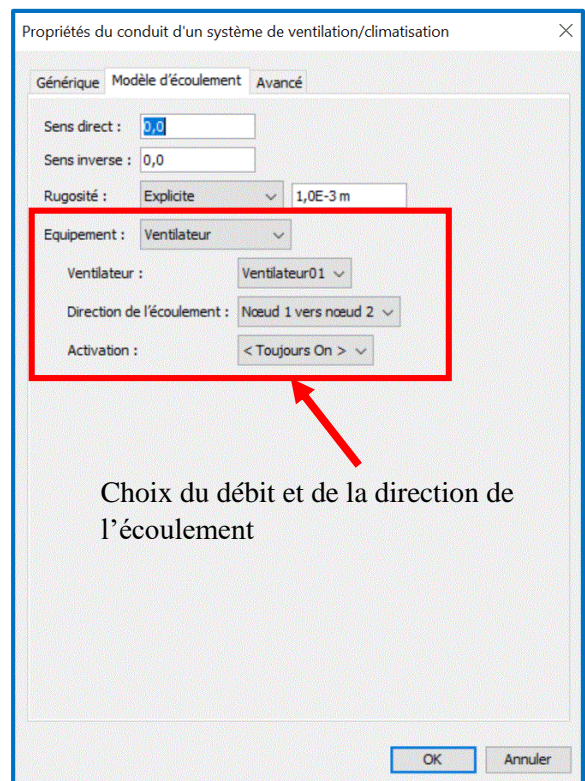 Propriétés du conduit d'un système de ventilation/climatisation
Générique Modèle d'écoulement Avancé
Sens direct : 0,0
Sens inverse : 0,0
Rugosité : Explicite 1,0E-3 m
Equipement : Ventilateur
Ventilateur : Ventilateur01
Direction de l'écoulement : Nœud 1 vers nœud 2
Activation : < Toujours On >
Choix du débit et de la direction de
l'écoulement
OK Annuler